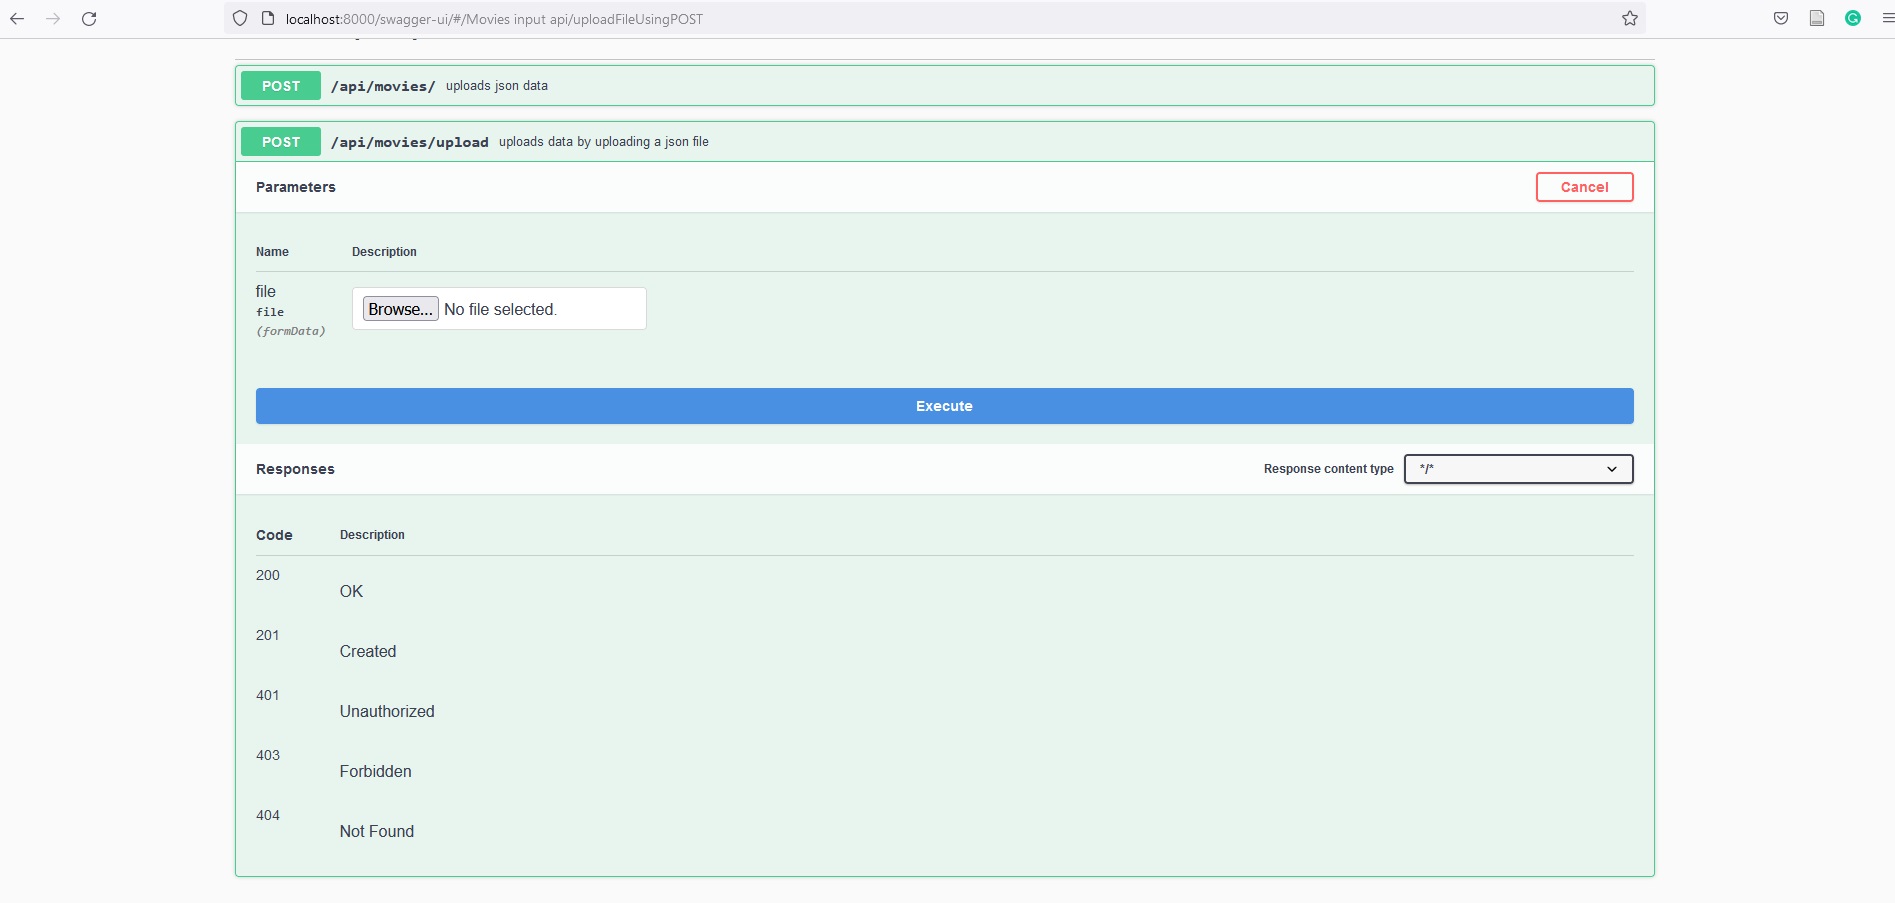 localhost:8000/swagger-ui/#/Movies input api/uploadFileUsingPOST
POST /api/movies/ uploads json data
POST /api/movies/upload uploads data by uploading a json file
Parameters Cancel
Name Description
file
file
(formData)
Browse... No file selected.
Execute
Responses Response content type */*
Code Description
200
OK
201
Created
401
Unauthorized
403
Forbidden
404
Not Found